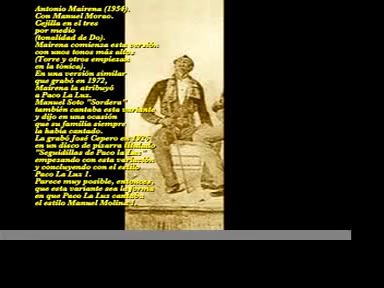 Antonio Mairena (1954).
Con Manuel Morao.
Cejilla en el tres
por medio
(tonalidad de Do).
Mairena comienza esta versión
con unos tonos más altos
(Torre y otros empiezan
en la tónica).
En una versión similar
que grabó en 1972,
Mairena la atribuyó
a Paco La Luz.
Manuel Soto "Sordera"
también cantaba esta variante
y dijo en una ocasión
que su familia siempre
la había cantado.
La grabó José Cepero en
en un disco de pizarra titulado
"Seguidillas de Paco la Luz"
empezando con esta variación
y concluyendo con el estilo
Paco La Luz 1.
Parece muy posible, entonces,
que esta variante sea la forma
en que Paco La Luz cantaba
el estilo Manuel Molina 1.